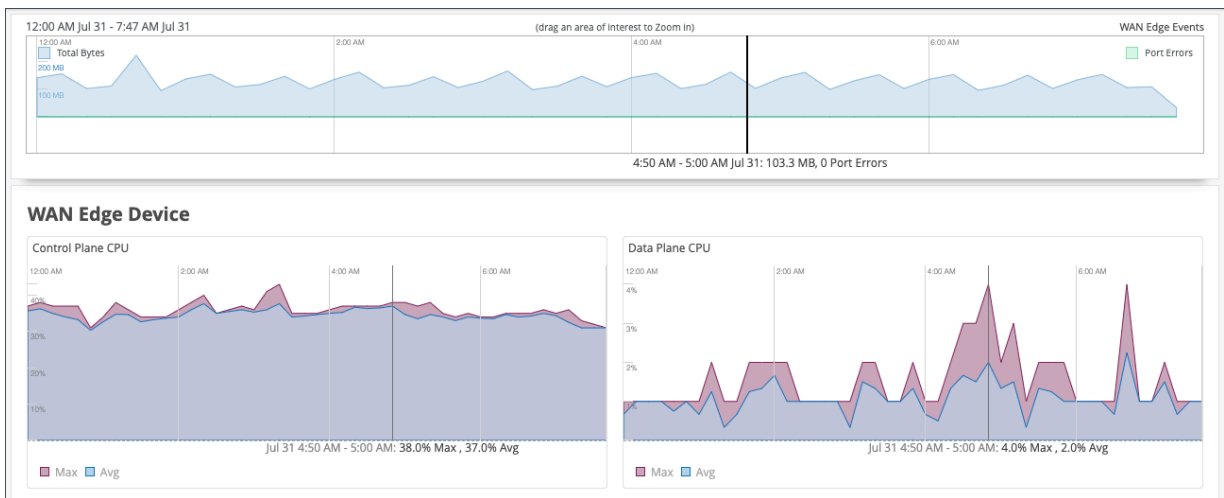 12:00 AM Jul 31 - 7:47 AM Jul 31
(drag an area of interest to Zoom in)
WAN Edge Events
12:00 AM
2:00 AM
4:00 AM
6:00 AM
Total Bytes
Port Errors
200 MB
100 MB
4:50 AM - 5:00 AM Jul 31: 103.3 MB, 0 Port Errors
WAN Edge Device
Control Plane CPU
12:00 AM
2:00 AM
4:00 AM
6:00 AM
40%
30%
20%
10%
Jul 31 4:50 AM - 5:00 AM: 38.0% Max , 37.0% Avg
Max
Avg
Data Plane CPU
12:00 AM
2:00 AM
4:00 AM
6:00 AM
4%
3%
2%
1%
Jul 31 4:50 AM - 5:00 AM: 4.0% Max , 2.0% Avg
Max
Avg